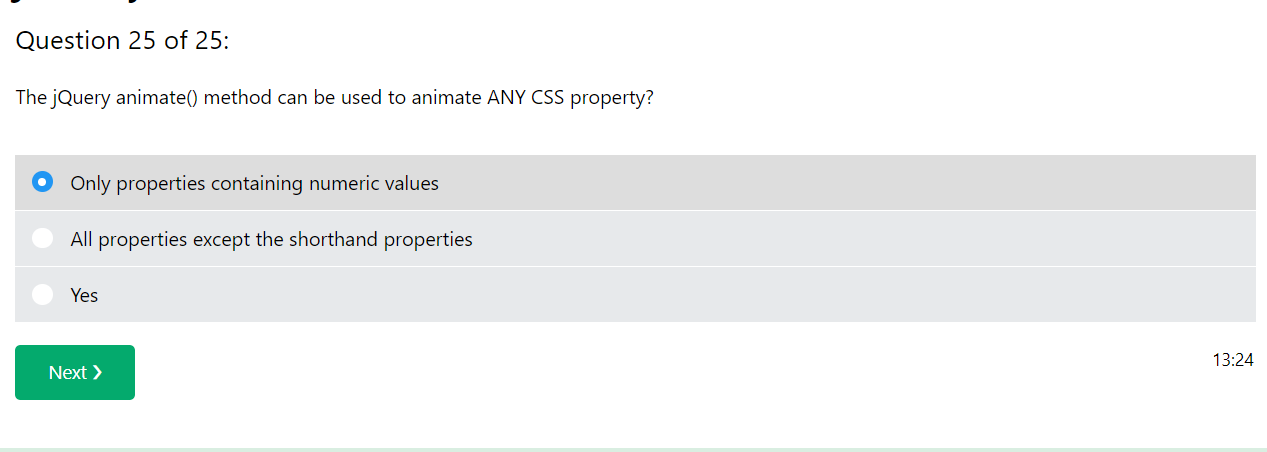 Question 25 of 25:
The jQuery animate() method can be used to animate ANY CSS property?
Only properties containing numeric values
All properties except the shorthand properties
Yes
Next ❯
13:24